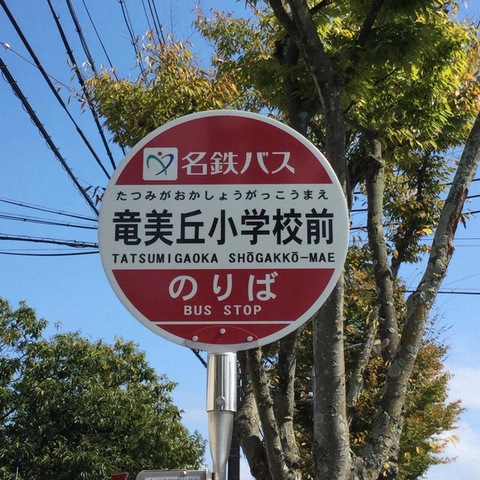 名鉄バス
たつみがおかしょうがっこうまえ
竜美丘小学校前
TATSUMIGAOKA SHŌGAKKŌ-MAE
のりば
BUS STOP